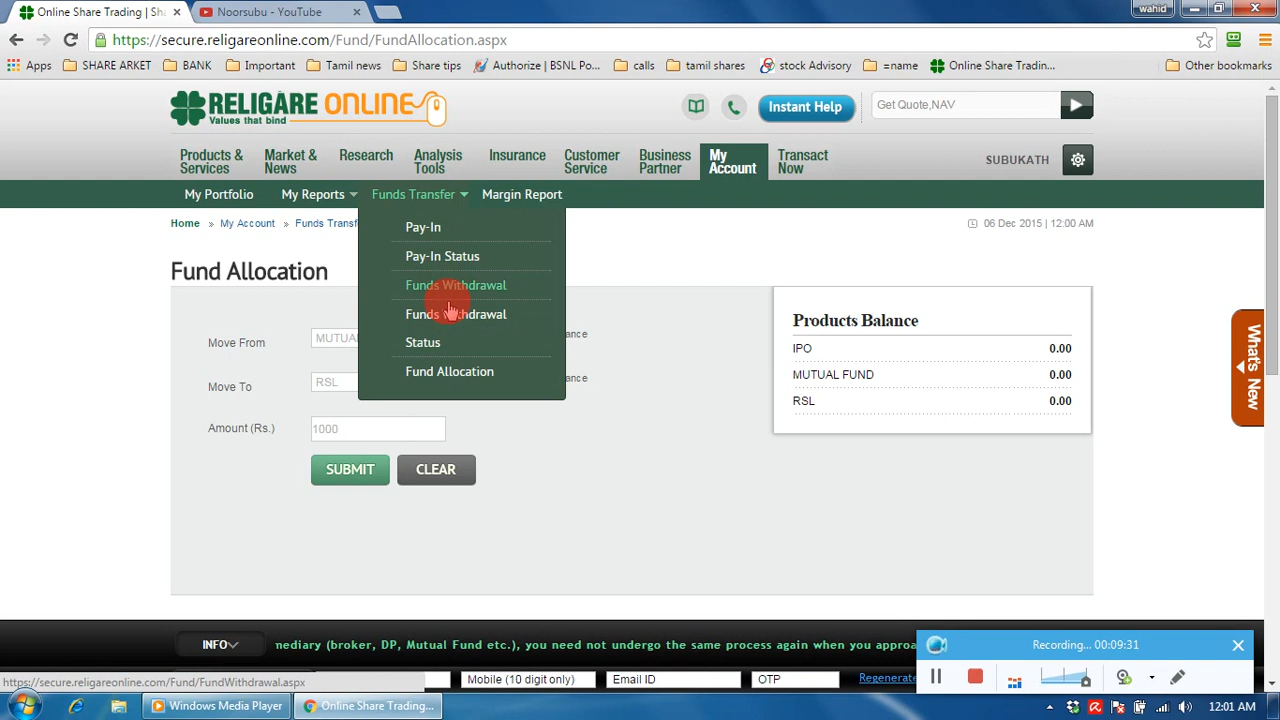 Online Share Trading | Sha
Noorsubu - YouTube
wahid
https://secure.religareonline.com/Fund/FundAllocation.aspx
Apps
SHARE ARKET
BANK
Important
Tamil news
Share tips
Authorize | BSNL Po...
calls
tamil shares
stock Advisory
=name
Online Share Tradin...
Other bookmarks
RELIGARE ONLINE
Values that bind
Instant Help
Get Quote,NAV
Products & Services
Market & News
Research
Analysis Tools
Insurance
Customer Service
Business Partner
My Account
Transact Now
SUBUKATH
My Portfolio
My Reports
Funds Transfer
Margin Report
Home » My Account » Funds Transf
06 Dec 2015 | 12:00 AM
Pay-In
Pay-In Status
Funds Withdrawal
Funds Withdrawal
Status
Fund Allocation
Fund Allocation
Move From
MUTUA
ance
Move To
RSL
ance
Amount (Rs.)
1000
SUBMIT
CLEAR
Products Balance
IPO 0.00
MUTUAL FUND 0.00
RSL 0.00
What's New
INFO
mediary (broker, DP, Mutual Fund etc.), you need not undergo the same process again when you approa
Mobile (10 digit only)
Email ID
OTP
Regenerate
Recording... 00:09:31
https://secure.religareonline.com/Fund/FundWithdrawal.aspx
Windows Media Player
Online Share Trading...
12:01 AM